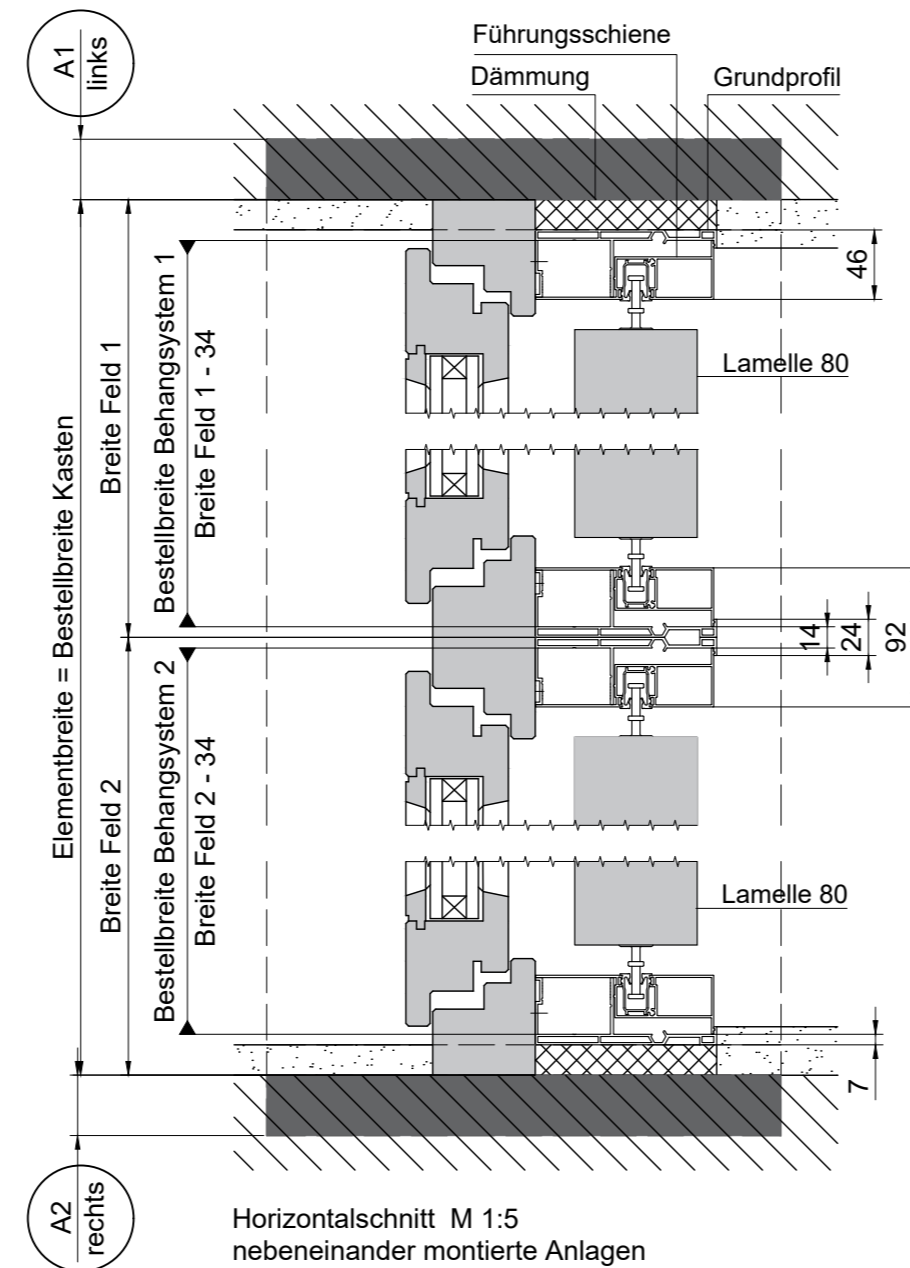 A1
links
Führungsschiene
Dämmung
Grundprofil
46
Lamelle 80
Elementbreite = Bestellbreite Kasten
Breite Feld 1
Bestellbreite Behangsystem 1
Breite Feld 1 - 34
14
24
92
Breite Feld 2
Bestellbreite Behangsystem 2
Breite Feld 2 - 34
Lamelle 80
7
A2
rechts
Horizontalschnitt M 1:5
nebeneinander montierte Anlagen